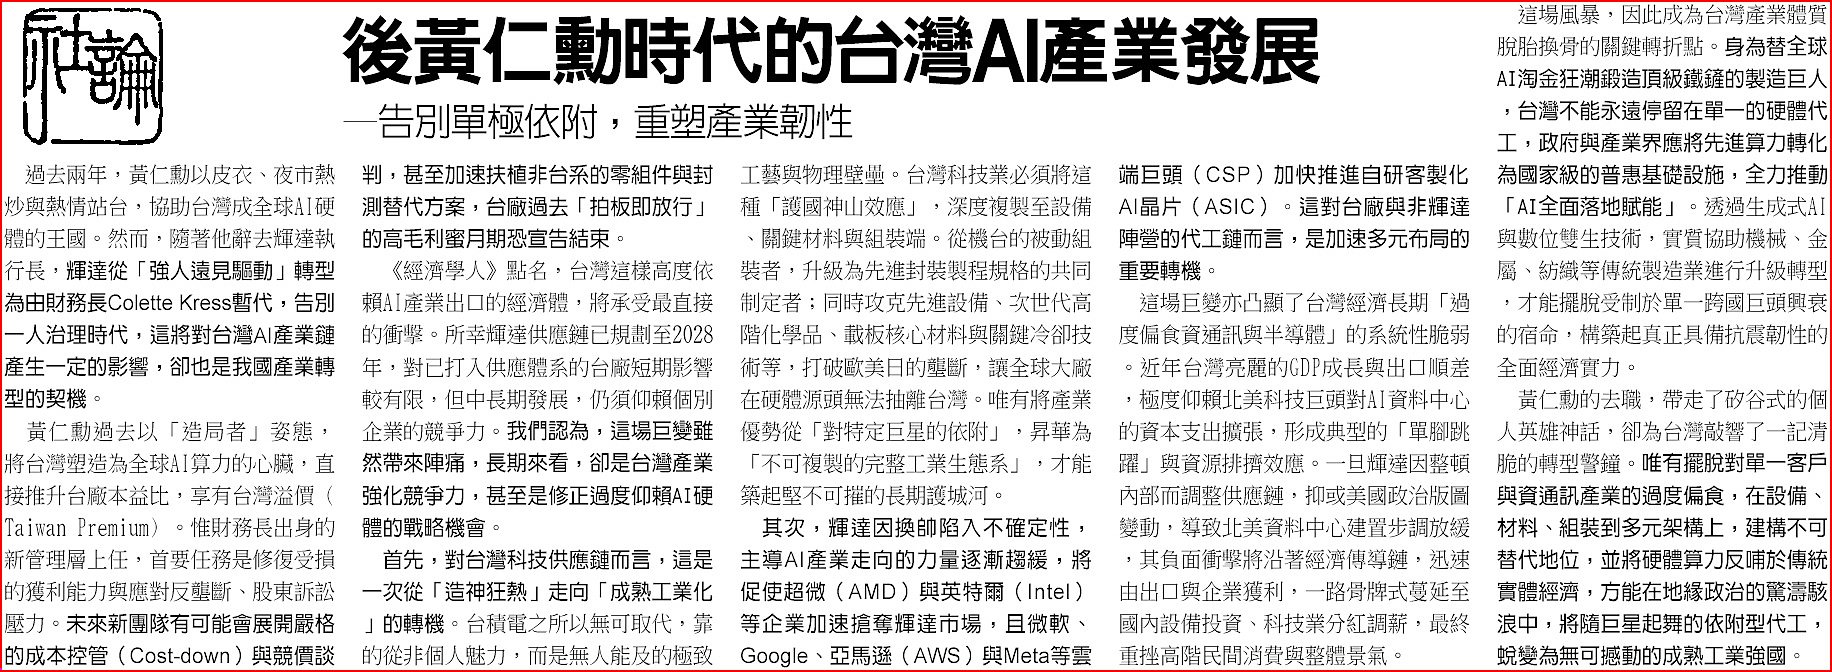 社論
後黃仁勳時代的台灣AI產業發展
—告別單極依附，重塑產業韌性
過去兩年，黃仁勳以皮衣、夜市熱
炒與熱情站台，協助台灣成全球AI硬
體的王國。然而，隨著他辭去輝達執
行長，輝達從「強人遠見驅動」轉型
為由財務長Colette Kress暫代，告別
一人治理時代，這將對台灣AI產業鏈
產生一定的影響，卻也是我國產業轉
型的契機。
黃仁勳過去以「造局者」姿態，
將台灣塑造為全球AI算力的心臟，直
接推升台廠本益比，享有台灣溢價（
Taiwan Premium）。惟財務長出身的
新管理層上任，首要任務是修復受損
的獲利能力與應對反壟斷、股東訴訟
壓力。未來新團隊有可能會展開嚴格
的成本控管（Cost-down）與競價談
判，甚至加速扶植非台系的零組件與封
測替代方案，台廠過去「拍板即放行」
的高毛利蜜月期恐宣告結束。
《經濟學人》點名，台灣這樣高度依
賴AI產業出口的經濟體，將承受最直接
的衝擊。所幸輝達供應鏈已規劃至2028
年，對已打入供應體系的台廠短期影響
較有限，但中長期發展，仍須仰賴個別
企業的競爭力。我們認為，這場巨變雖
然帶來陣痛，長期來看，卻是台灣產業
強化競爭力，甚至是修正過度仰賴AI硬
體的戰略機會。
首先，對台灣科技供應鏈而言，這是
一次從「造神狂熱」走向「成熟工業化
」的轉機。台積電之所以無可取代，靠
的從非個人魅力，而是無人能及的極致
工藝與物理壁壘。台灣科技業必須將這
種「護國神山效應」，深度複製至設備
、關鍵材料與組裝端。從機台的被動組
裝者，升級為先進封裝製程規格的共同
制定者；同時攻克先進設備、次世代高
階化學品、載板核心材料與關鍵冷卻技
術等，打破歐美日的壟斷，讓全球大廠
在硬體源頭無法抽離台灣。唯有將產業
優勢從「對特定巨星的依附」，昇華為
「不可複製的完整工業生態系」，才能
築起堅不可摧的長期護城河。
其次，輝達因換帥陷入不確定性，
主導AI產業走向的力量逐漸趨緩，將
促使超微（AMD）與英特爾（Intel）
等企業加速搶奪輝達市場，且微軟、
Google、亞馬遜（AWS）與Meta等雲
端巨頭（CSP）加快推進自研客製化
AI晶片（ASIC）。這對台廠與非輝達
陣營的代工鏈而言，是加速多元布局的
重要轉機。
這場巨變亦凸顯了台灣經濟長期「過
度偏食資通訊與半導體」的系統性脆弱
。近年台灣亮麗的GDP成長與出口順差
，極度仰賴北美科技巨頭對AI資料中心
的資本支出擴張，形成典型的「單腳跳
躍」與資源排擠效應。一旦輝達因整頓
內部而調整供應鏈，抑或美國政治版圖
變動，導致北美資料中心建置步調放緩
，其負面衝擊將沿著經濟傳導鏈，迅速
由出口與企業獲利，一路骨牌式蔓延至
國內設備投資、科技業分紅調薪，最終
重挫高階民間消費與整體景氣。
這場風暴，因此成為台灣產業體質
脫胎換骨的關鍵轉折點。身為替全球
AI淘金狂潮鍛造頂級鐵鏟的製造巨人
，台灣不能永遠停留在單一的硬體代
工，政府與產業界應將先進算力轉化
為國家級的普惠基礎設施，全力推動
「AI全面落地賦能」。透過生成式AI
與數位雙生技術，實質協助機械、金
屬、紡織等傳統製造業進行升級轉型
，才能擺脫受制於單一跨國巨頭興衰
的宿命，構築起真正具備抗震韌性的
全面經濟實力。
黃仁勳的去職，帶走了矽谷式的個
人英雄神話，卻為台灣敲響了一記清
脆的轉型警鐘。唯有擺脫對單一客戶
與資通訊產業的過度偏食，在設備、
材料、組裝到多元架構上，建構不可
替代地位，並將硬體算力反哺於傳統
實體經濟，方能在地緣政治的驚濤駭
浪中，將隨巨星起舞的依附型代工，
蛻變為無可撼動的成熟工業強國。